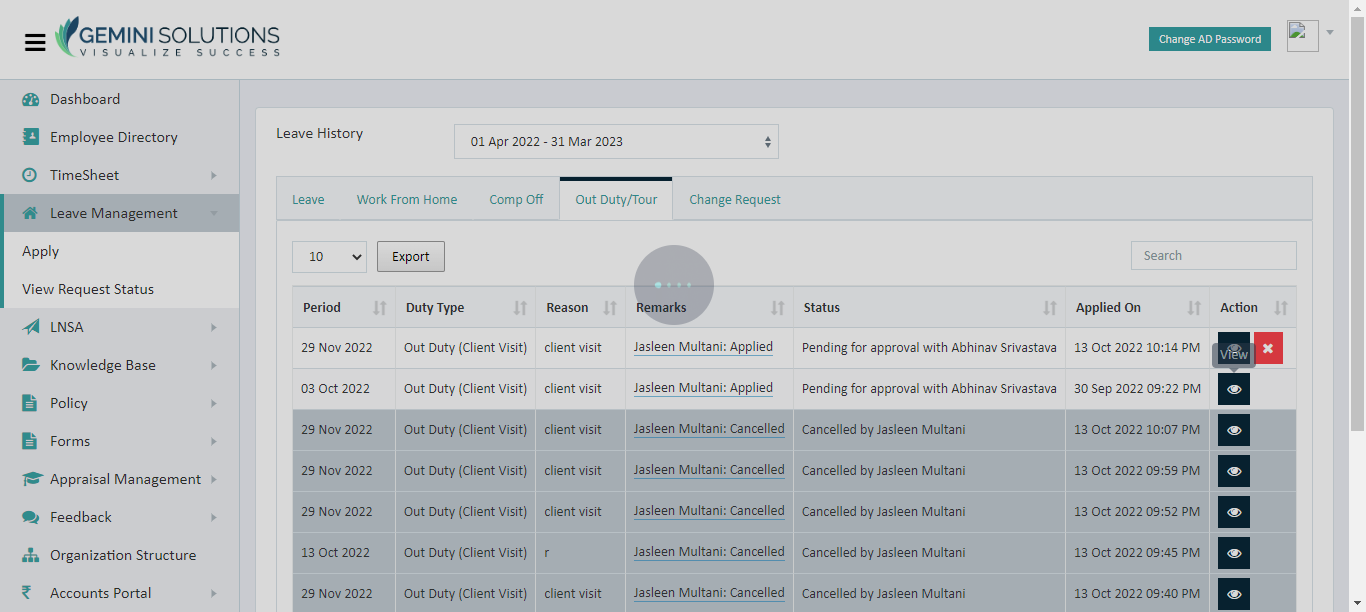 GEMINI SOLUTIONS
VISUALIZE SUCCESS
Change AD Password
Dashboard
Employee Directory
TimeSheet
Leave Management
Apply
View Request Status
LNSA
Knowledge Base
Policy
Forms
Appraisal Management
Feedback
Organization Structure
Accounts Portal
Leave History
01 Apr 2022 - 31 Mar 2023
Leave Work From Home Comp Off Out Duty/Tour Change Request
10 Export Search
Period Duty Type Reason Remarks Status Applied On Action
29 Nov 2022 Out Duty (Client Visit) client visit Jasleen Multani: Applied Pending for approval with Abhinav Srivastava 13 Oct 2022 10:14 PM
View
03 Oct 2022 Out Duty (Client Visit) client visit Jasleen Multani: Applied Pending for approval with Abhinav Srivastava 30 Sep 2022 09:22 PM
29 Nov 2022 Out Duty (Client Visit) client visit Jasleen Multani: Cancelled Cancelled by Jasleen Multani 13 Oct 2022 10:07 PM
29 Nov 2022 Out Duty (Client Visit) client visit Jasleen Multani: Cancelled Cancelled by Jasleen Multani 13 Oct 2022 09:59 PM
29 Nov 2022 Out Duty (Client Visit) client visit Jasleen Multani: Cancelled Cancelled by Jasleen Multani 13 Oct 2022 09:52 PM
13 Oct 2022 Out Duty (Client Visit) r Jasleen Multani: Cancelled Cancelled by Jasleen Multani 13 Oct 2022 09:45 PM
29 Nov 2022 Out Duty (Client Visit) client visit Jasleen Multani: Cancelled Cancelled by Jasleen Multani 13 Oct 2022 09:40 PM